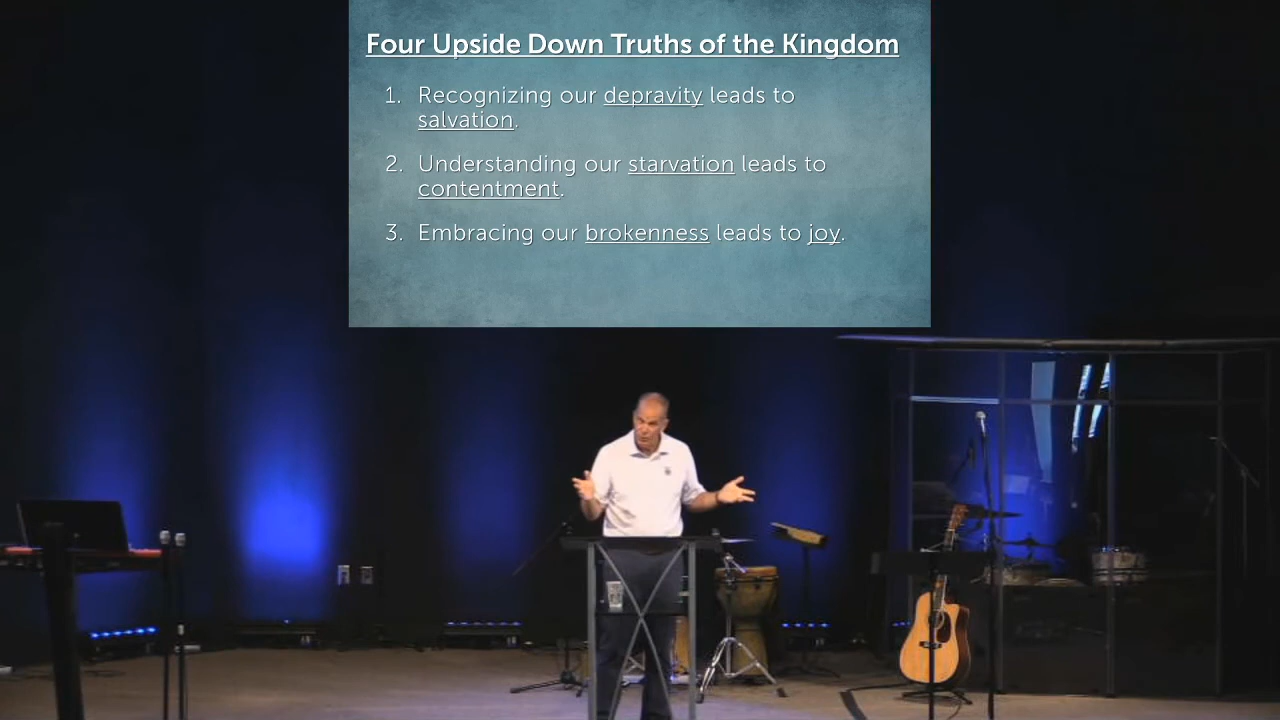 Four Upside Down Truths of the Kingdom
1. Recognizing our depravity leads to
salvation.
2. Understanding our starvation leads to
contentment.
3. Embracing our brokenness leads to joy.